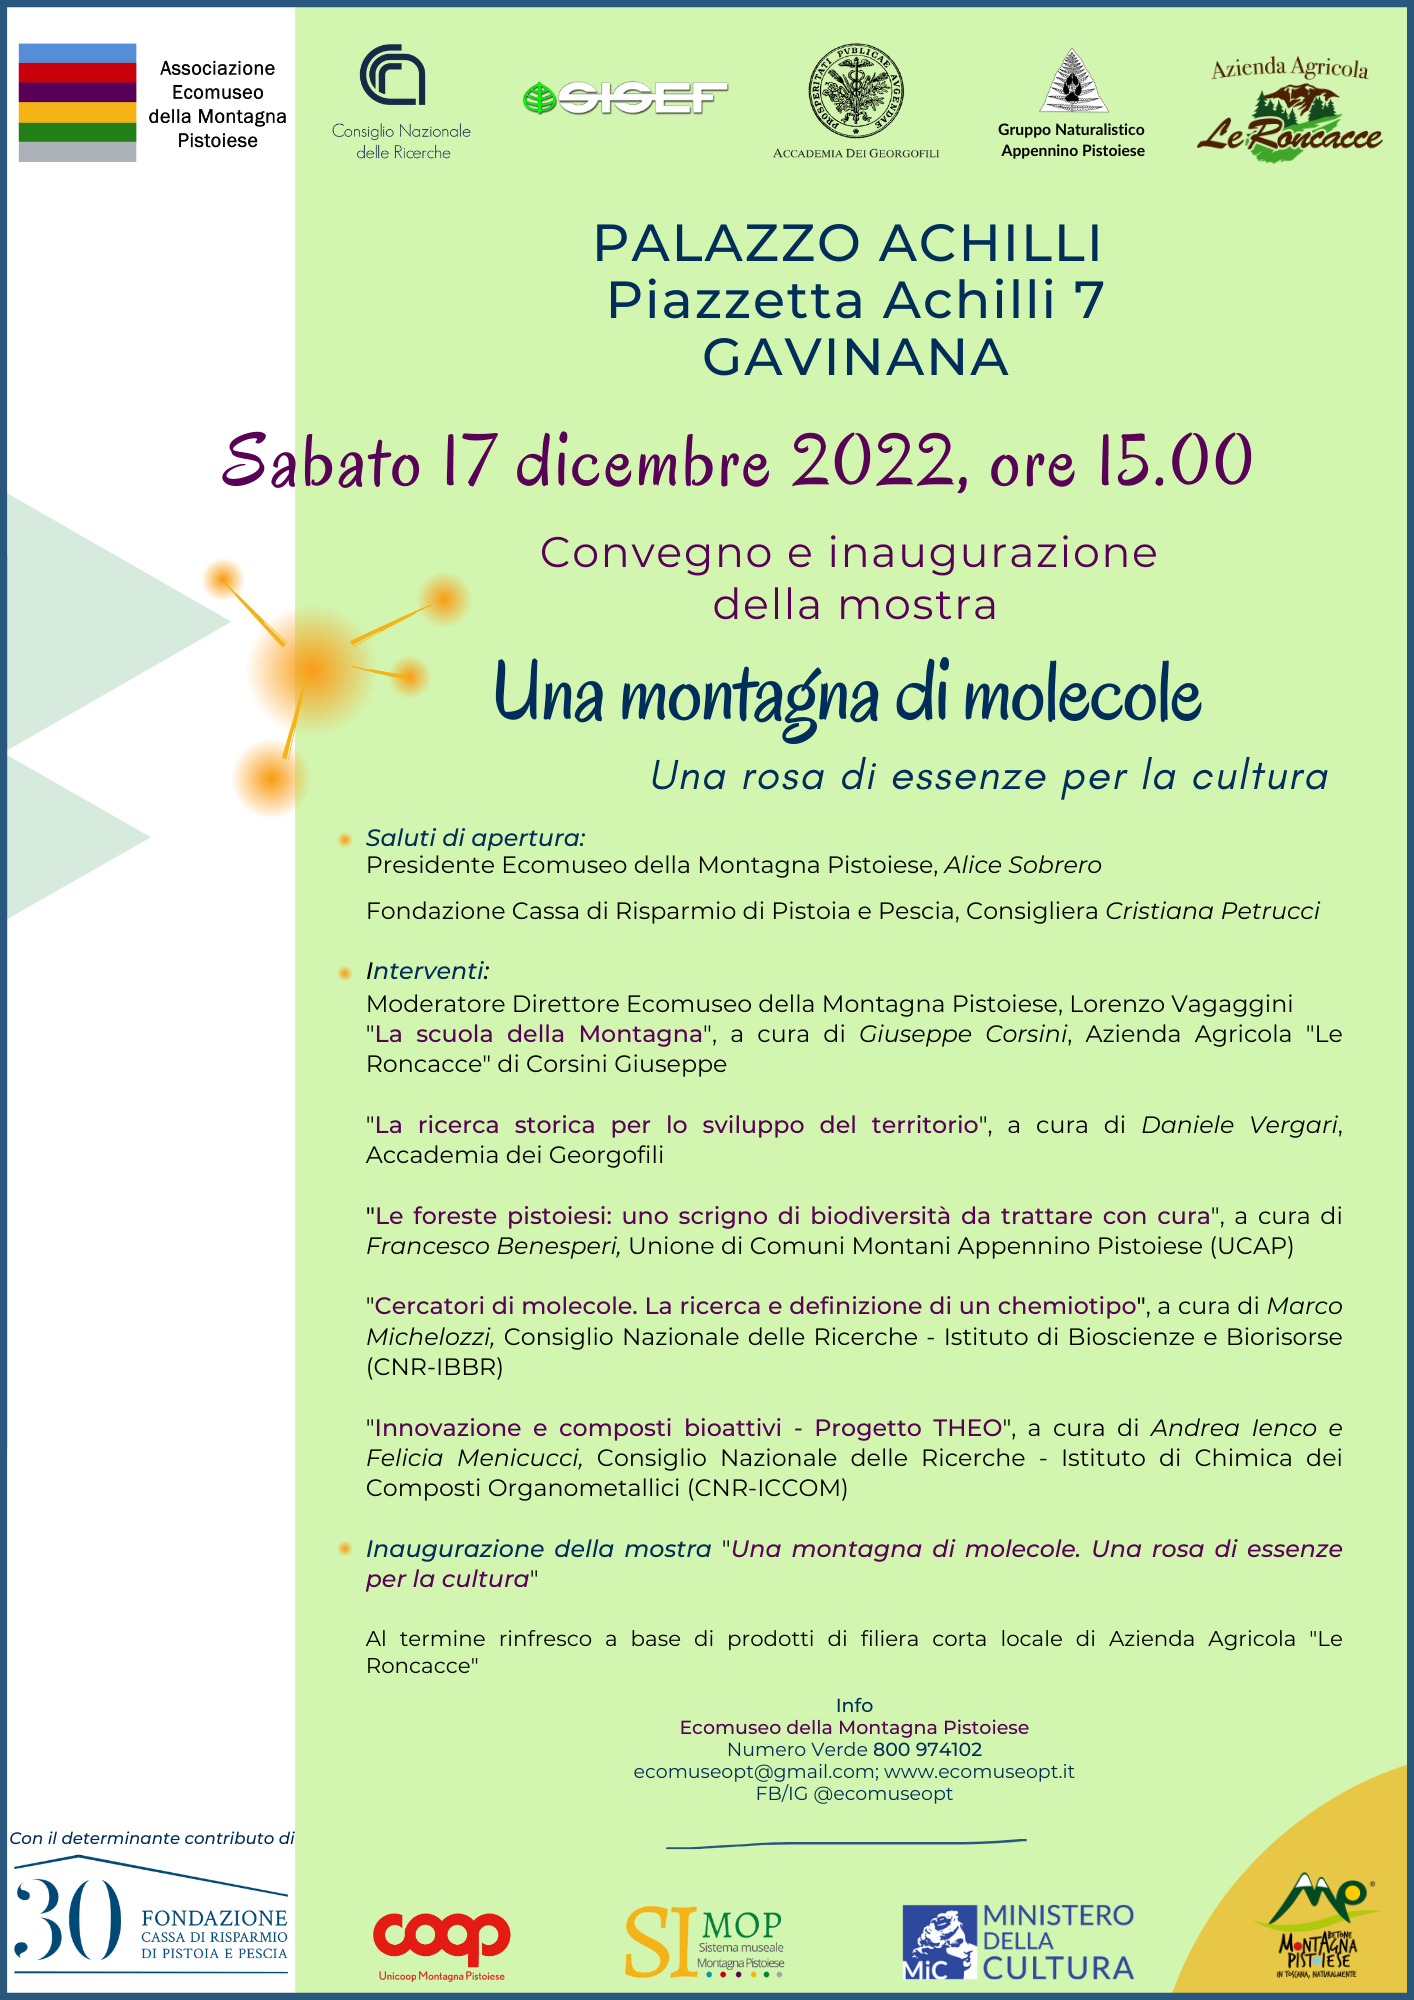 Associazione
Ecomuseo
della Montagna
Pistoiese
Consiglio Nazionale
delle Ricerche
SISEF
PROSPERITATI PVBLICAE AVGENDAE
ACCADEMIA DEI GEORGOFILI
Gruppo Naturalistico
Appennino Pistoiese
Azienda Agricola
Le Roncacce
PALAZZO ACHILLI
Piazzetta Achilli 7
GAVINANA
Sabato 17 dicembre 2022, ore 15.00
Convegno e inaugurazione
della mostra
Una montagna di molecole
Una rosa di essenze per la cultura
Saluti di apertura:
Presidente Ecomuseo della Montagna Pistoiese, Alice Sobrero
Fondazione Cassa di Risparmio di Pistoia e Pescia, Consigliera Cristiana Petrucci
Interventi:
Moderatore Direttore Ecomuseo della Montagna Pistoiese, Lorenzo Vagaggini
"La scuola della Montagna", a cura di Giuseppe Corsini, Azienda Agricola "Le
Roncacce" di Corsini Giuseppe
"La ricerca storica per lo sviluppo del territorio", a cura di Daniele Vergari,
Accademia dei Georgofili
"Le foreste pistoiesi: uno scrigno di biodiversità da trattare con cura", a cura di
Francesco Benesperi, Unione di Comuni Montani Appennino Pistoiese (UCAP)
"Cercatori di molecole. La ricerca e definizione di un chemiotipo", a cura di Marco
Michelozzi, Consiglio Nazionale delle Ricerche - Istituto di Bioscienze e Biorisorse
(CNR-IBBR)
"Innovazione e composti bioattivi - Progetto THEO", a cura di Andrea Ienco e
Felicia Menicucci, Consiglio Nazionale delle Ricerche - Istituto di Chimica dei
Composti Organometallici (CNR-ICCOM)
Inaugurazione della mostra "Una montagna di molecole. Una rosa di essenze
per la cultura"
Al termine rinfresco a base di prodotti di filiera corta locale di Azienda Agricola "Le
Roncacce"
Info
Ecomuseo della Montagna Pistoiese
Numero Verde 800 974102
ecomuseopt@gmail.com; www.ecomuseopt.it
FB/IG @ecomuseopt
Con il determinante contributo di
30 FONDAZIONE
CASSA DI RISPARMIO
DI PISTOIA E PESCIA
coop
Unicoop Montagna Pistoiese
SIMOP
Sistema museale
Montagna Pistoiese
MiC
MINISTERO
DELLA
CULTURA
MP®
ABETONE
MONTAGNA
PISTOIESE
IN TOSCANA, NATURALMENTE